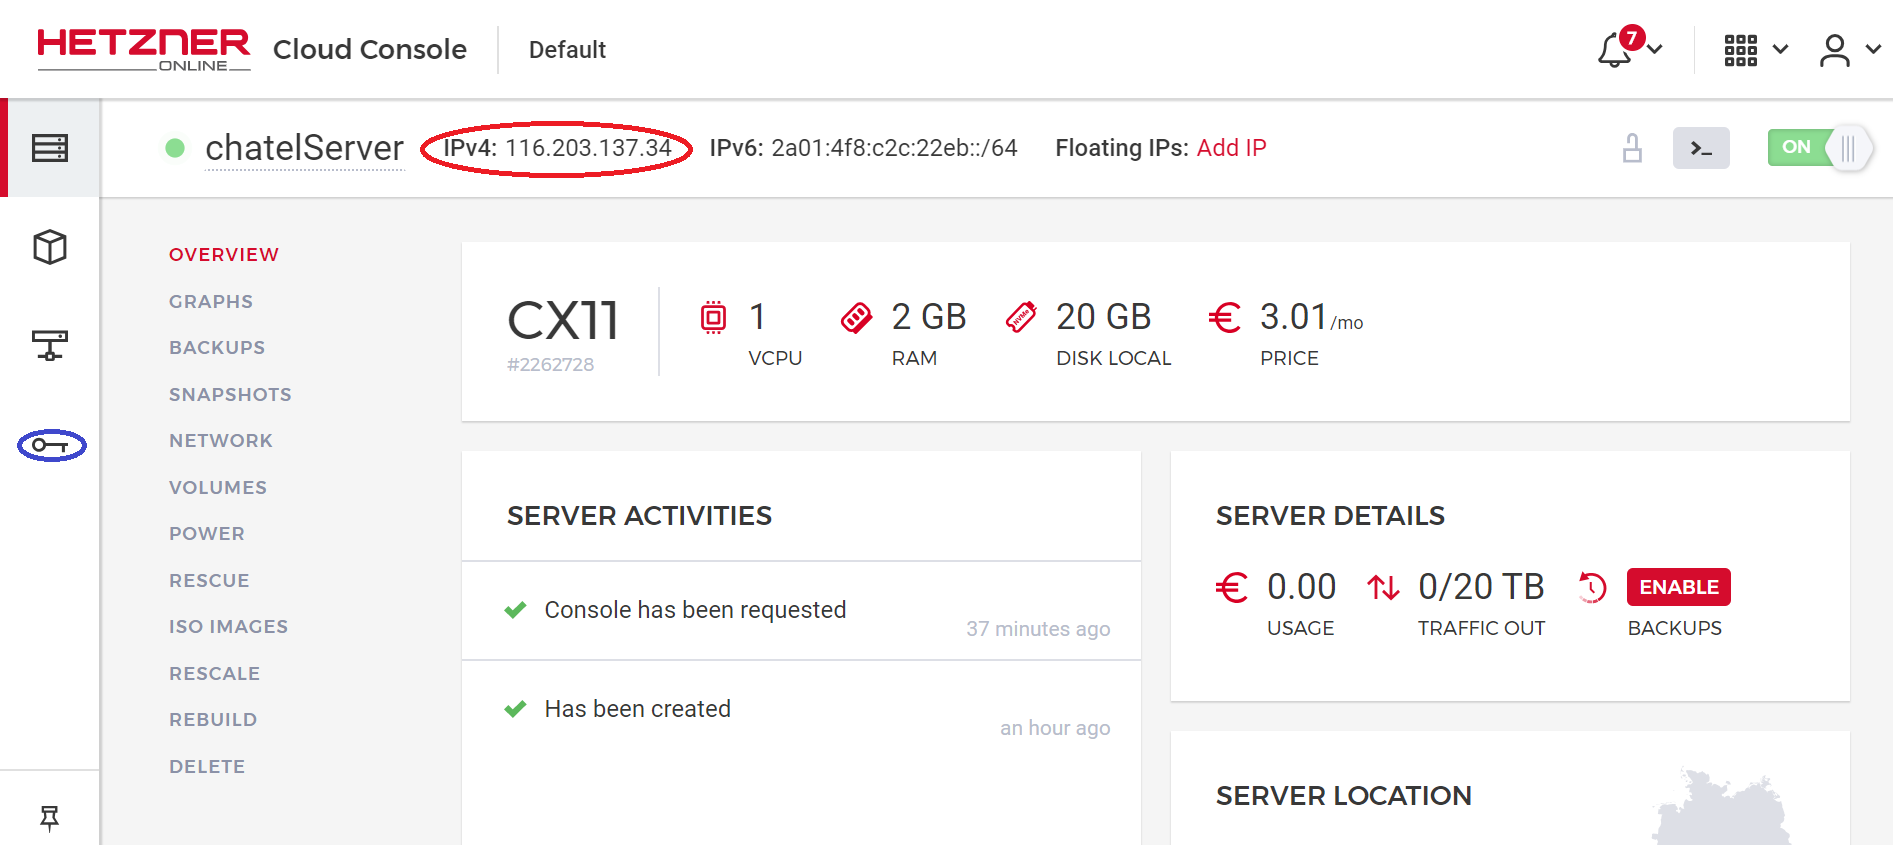 HETZNER
ONLINE
Cloud Console
Default
7
chatelServer
IPv4: 116.203.137.34
IPv6: 2a01:4f8:c2c:22eb::/64
Floating IPs: Add IP
>_
ON
OVERVIEW
GRAPHS
BACKUPS
SNAPSHOTS
NETWORK
VOLUMES
POWER
RESCUE
ISO IMAGES
RESCALE
REBUILD
DELETE
CX11
#2262728
1
VCPU
2 GB
RAM
NVMe
20 GB
DISK LOCAL
€
3.01/mo
PRICE
SERVER ACTIVITIES
Console has been requested
37 minutes ago
Has been created
an hour ago
SERVER DETAILS
€
0.00
USAGE
0/20 TB
TRAFFIC OUT
ENABLE
BACKUPS
SERVER LOCATION